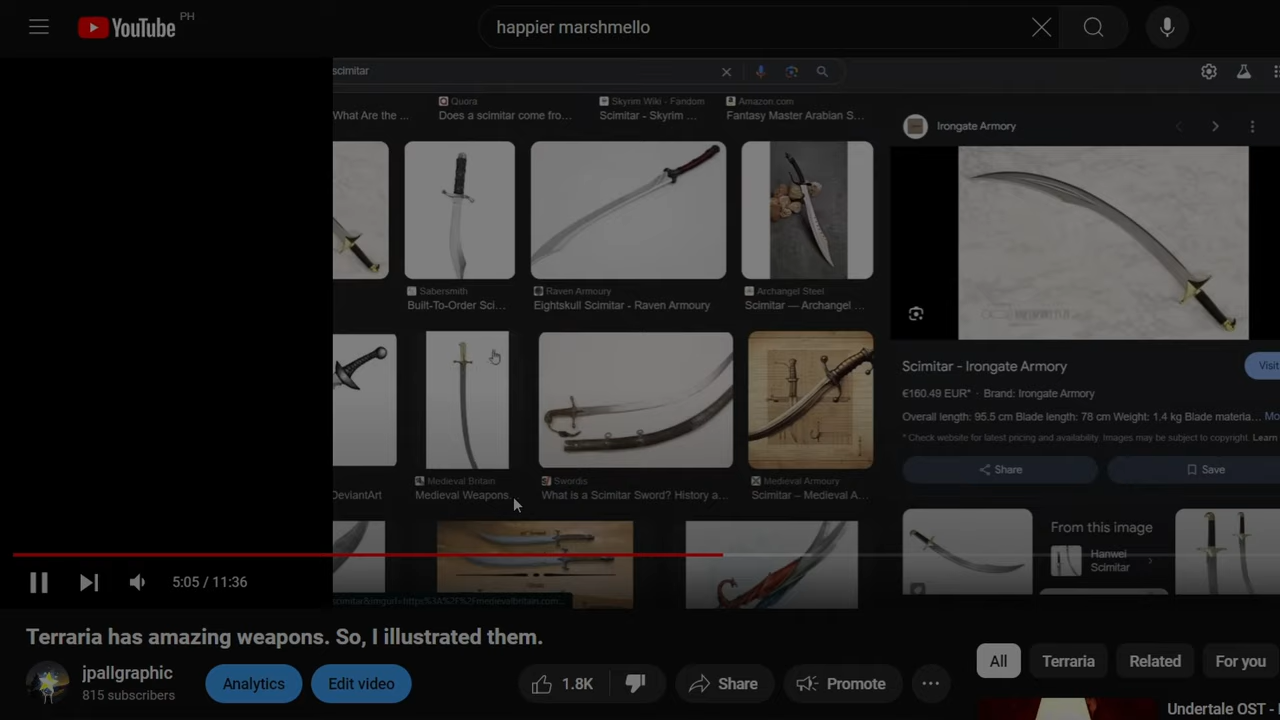 YouTube PH
happier marshmello
scimitar
What Are the ...
Quora
Does a scimitar come fro...
Skyrim Wiki - Fandom
Scimitar - Skyrim ...
Amazon.com
Fantasy Master Arabian S...
Irongate Armory
Sabersmith
Built-To-Order Sci...
Raven Armoury
Eightskull Scimitar - Raven Armoury
Archangel Steel
Scimitar — Archangel ...
Scimitar - Irongate Armory
Visit
€160.49 EUR* · Brand: Irongate Armory
Overall length: 95.5 cm Blade length: 78 cm Weight: 1.4 kg Blade materia... Mo
* Check website for latest pricing and availability. Images may be subject to copyright. Learn
Share
Save
DeviantArt
Medieval Britain
Medieval Weapons
Swordis
What is a Scimitar Sword? History a...
Medieval Armoury
Scimitar – Medieval A...
From this image
Hanwei
Scimitar
5:05 / 11:36
Terraria has amazing weapons. So, I illustrated them.
jpallgraphic
815 subscribers
Analytics
Edit video
1.8K
Share
Promote
All
Terraria
Related
For you
Undertale OST -